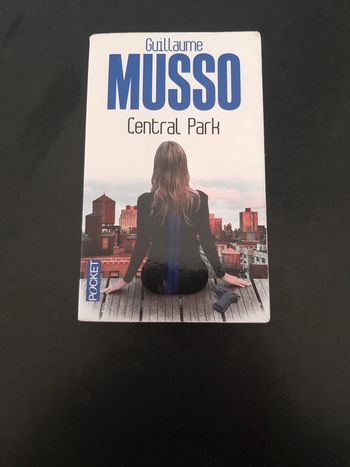 Guillaume
MUSSO
Central Park
POCKET